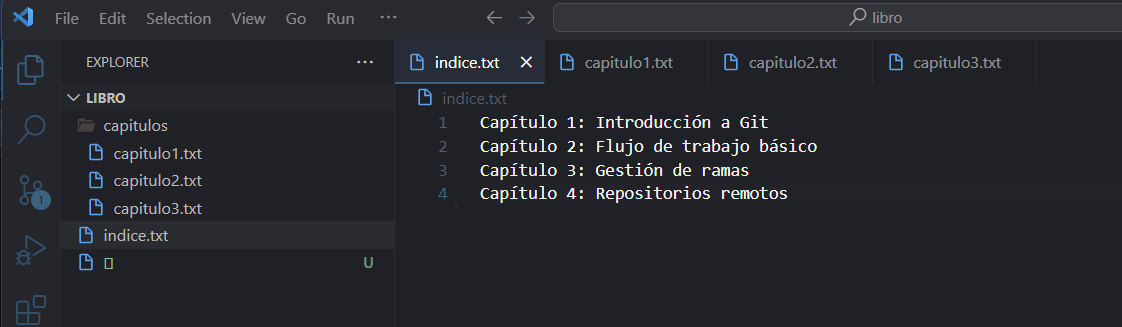 File Edit Selection View Go Run ···
libro
EXPLORER ···
indice.txt capitulo1.txt capitulo2.txt capitulo3.txt
LIBRO
indice.txt
capitulos
capitulo1.txt
capitulo2.txt
capitulo3.txt
indice.txt
U
1 Capítulo 1: Introducción a Git
2 Capítulo 2: Flujo de trabajo básico
3 Capítulo 3: Gestión de ramas
4 Capítulo 4: Repositorios remotos
1